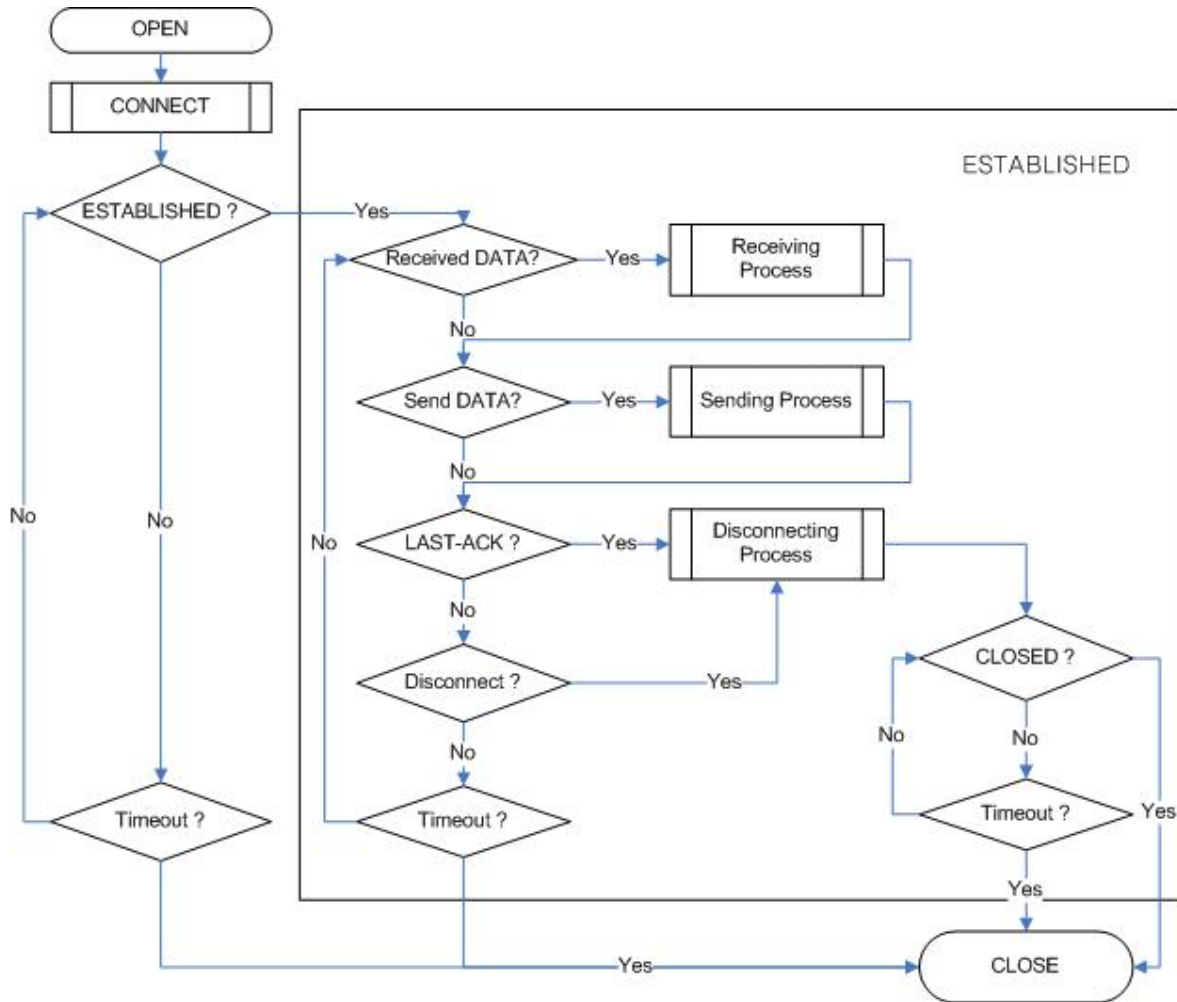 OPEN
CONNECT
ESTABLISHED
ESTABLISHED ?
Yes
Received DATA?
Yes
Receiving
Process
No
Send DATA?
Yes
Sending Process
No
No
No
No
LAST-ACK ?
Yes
Disconnecting
Process
No
CLOSED ?
Disconnect ?
Yes
No
No
No
Timeout ?
Timeout ?
Timeout ?
Yes
Yes
Yes
CLOSE